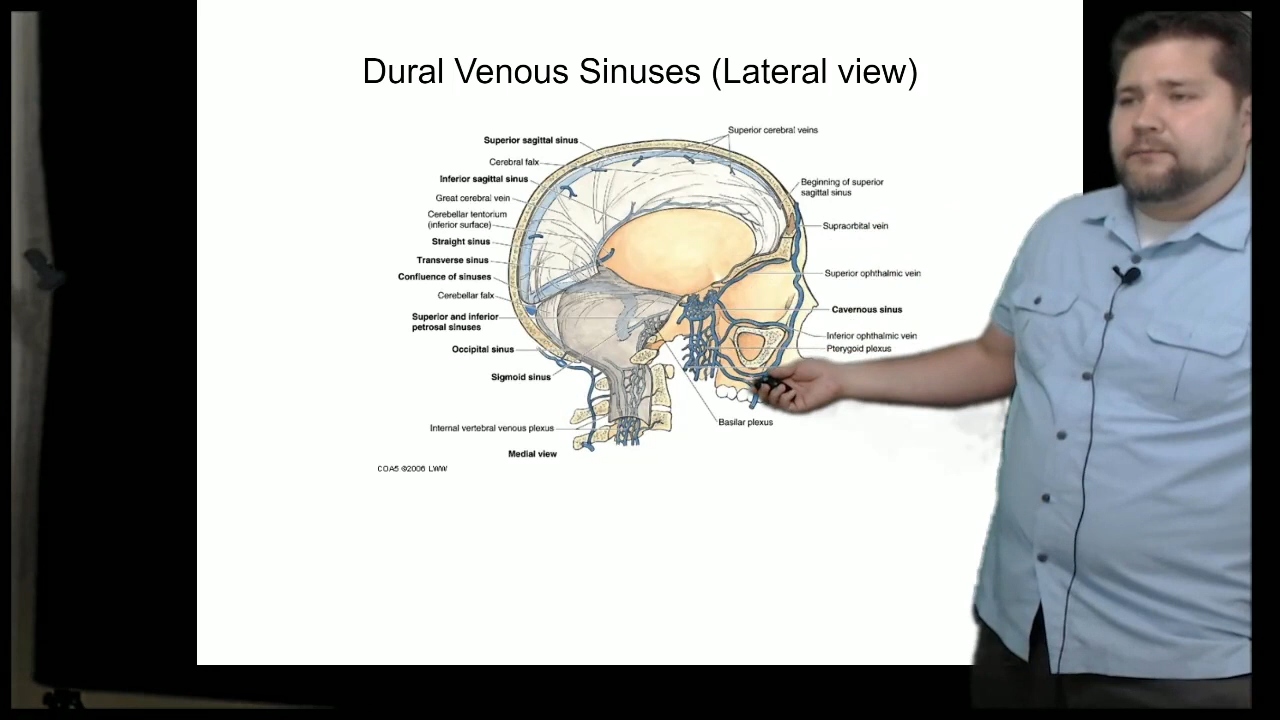 Dural Venous Sinuses (Lateral view)
Superior cerebral veins
Superior sagittal sinus
Cerebral falx
Inferior sagittal sinus
Great cerebral vein
Cerebellar tentorium
(inferior surface)
Straight sinus
Transverse sinus
Confluence of sinuses
Cerebellar falx
Superior and inferior
petrosal sinuses
Occipital sinus
Sigmoid sinus
Internal vertebral venous plexus
Medial view
COA5 ©2006 LWW
Beginning of superior
sagittal sinus
Supraorbital vein
Superior ophthalmic vein
Cavernous sinus
Inferior ophthalmic vein
Pterygoid plexus
Basilar plexus